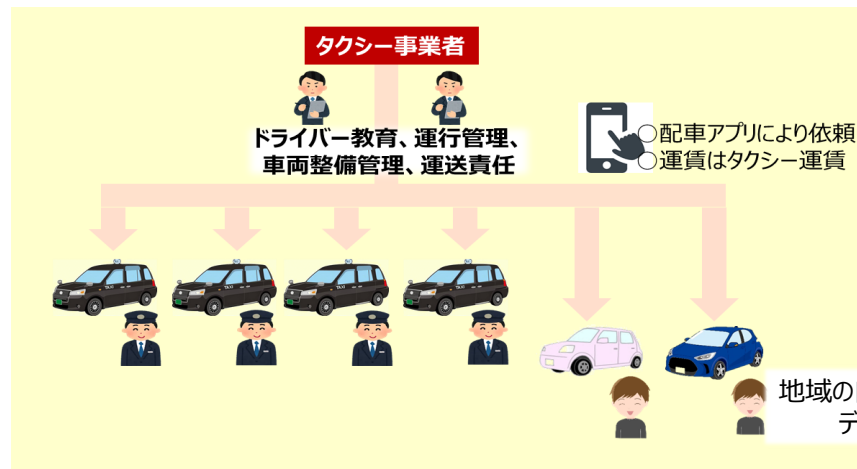 タクシー事業者
ドライバー教育、運行管理、
車両整備管理、運送責任
○配車アプリにより依頼
○運賃はタクシー運賃
地域の
デ